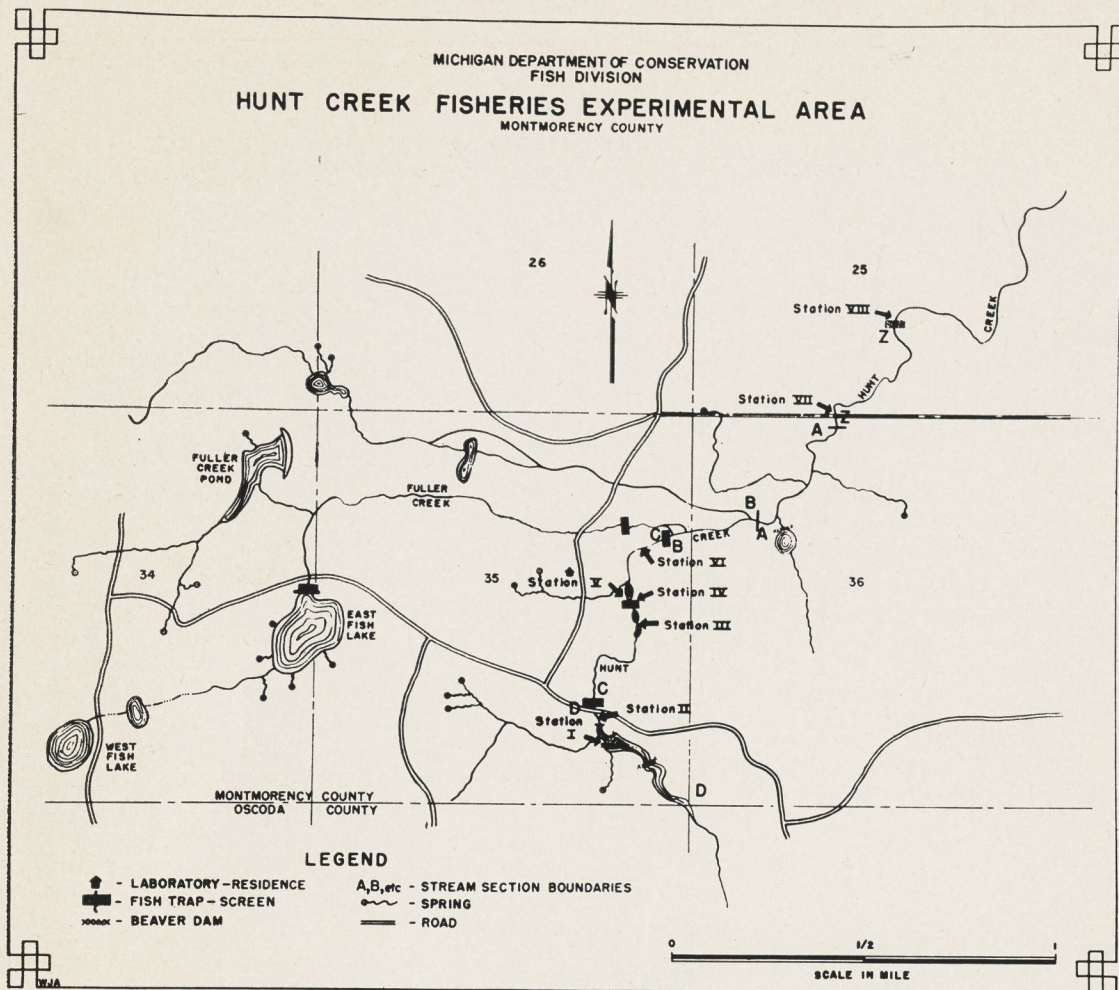 MICHIGAN DEPARTMENT OF CONSERVATION
FISH DIVISION
HUNT CREEK FISHERIES EXPERIMENTAL AREA
MONTMORENCY COUNTY
26
25
CREEK
Station VIII
Z
HUNT
Station VII
Z
A
FULLER
CREEK
POND
FULLER
CREEK
B
A
C
B
CREEK
Station VI
34
35
36
Station V
Station IV
Station III
EAST
FISH
LAKE
HUNT
C
D
Station II
Station
I
WEST
FISH
LAKE
D
MONTMORENCY COUNTY
OSCODA COUNTY
LEGEND
- LABORATORY-RESIDENCE
- FISH TRAP-SCREEN
- BEAVER DAM
A,B,etc - STREAM SECTION BOUNDARIES
- SPRING
- ROAD
0 1/2 1
SCALE IN MILE
WJA